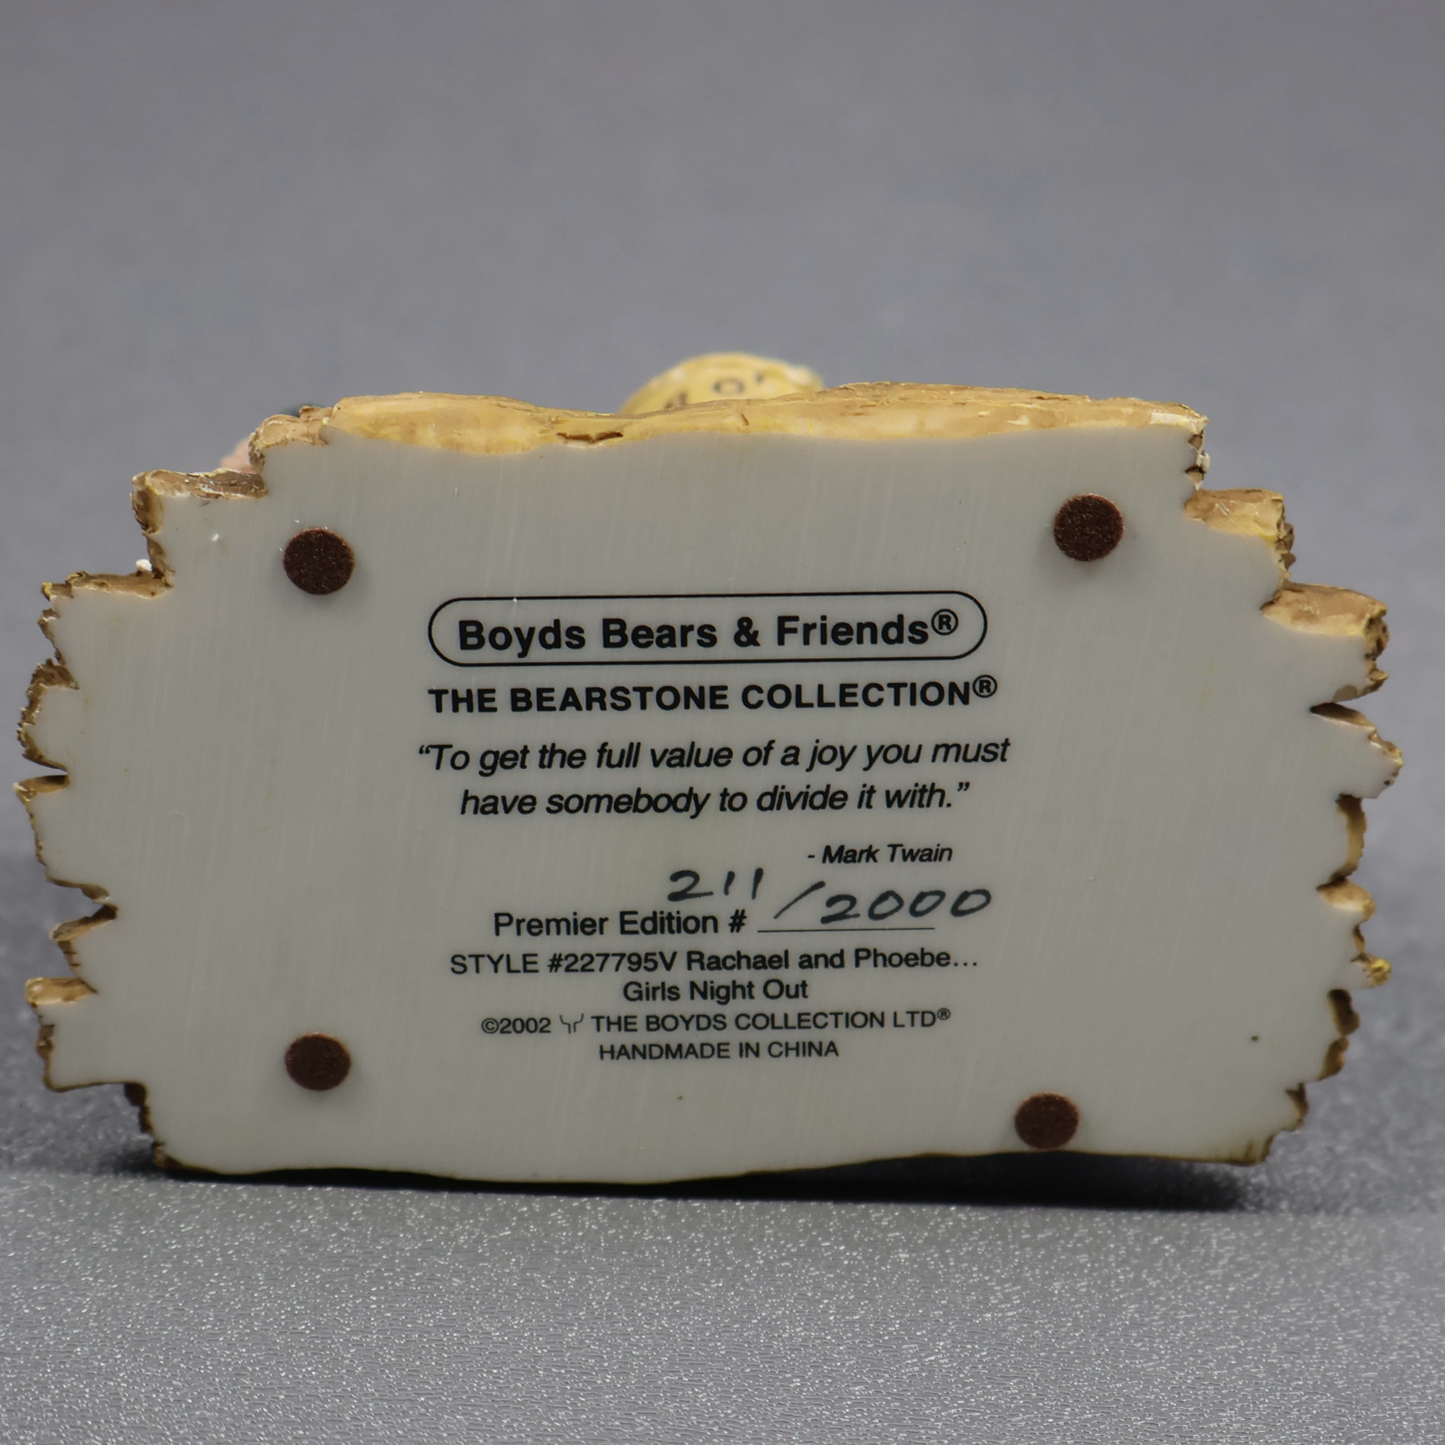 Boyds Bears & Friends®
THE BEARSTONE COLLECTION®
“To get the full value of a joy you must
have somebody to divide it with.”
- Mark Twain
Premier Edition # 211/2000
STYLE #227795V Rachael and Phoebe...
Girls Night Out
©2002 THE BOYDS COLLECTION LTD®
HANDMADE IN CHINA